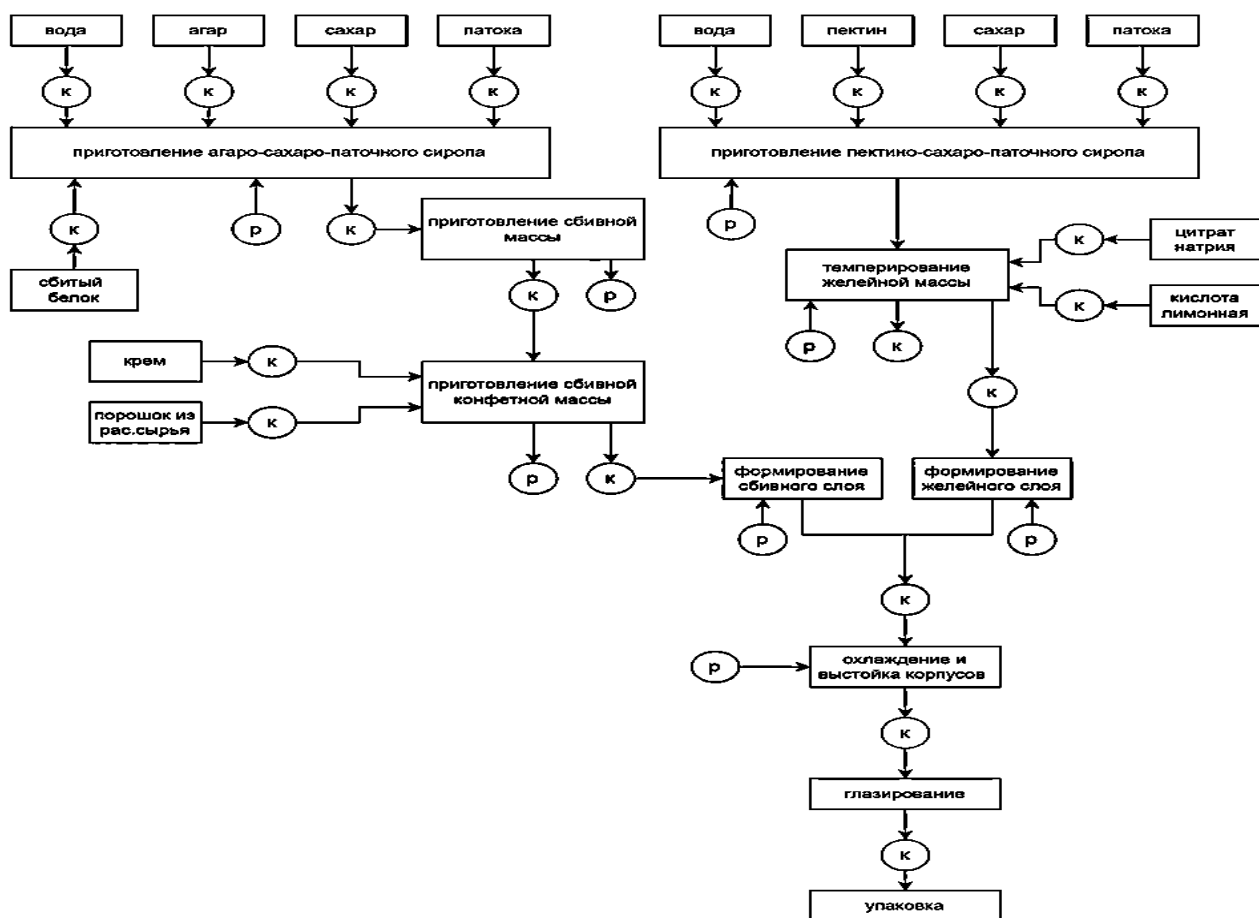 вода
агар
сахар
патока
вода
пектин
сахар
патока
к
к
к
к
к
к
к
к
приготовление агаро-сахаро-паточного сиропа
приготовление пектино-сахаро-паточного сиропа
к
р
к
приготовление сбивной
массы
р
к
цитрат
натрия
сбитый
белок
к
р
темперирование
желейной массы
к
кислота
лимонная
р
к
крем
к
приготовление сбивной
конфетной массы
к
порошок из
рас.сырья
к
р
к
формирование
сбивного слоя
формирование
желейного слоя
р
р
к
р
охлаждение и
выстойка корпусов
к
глазирование
к
упаковка